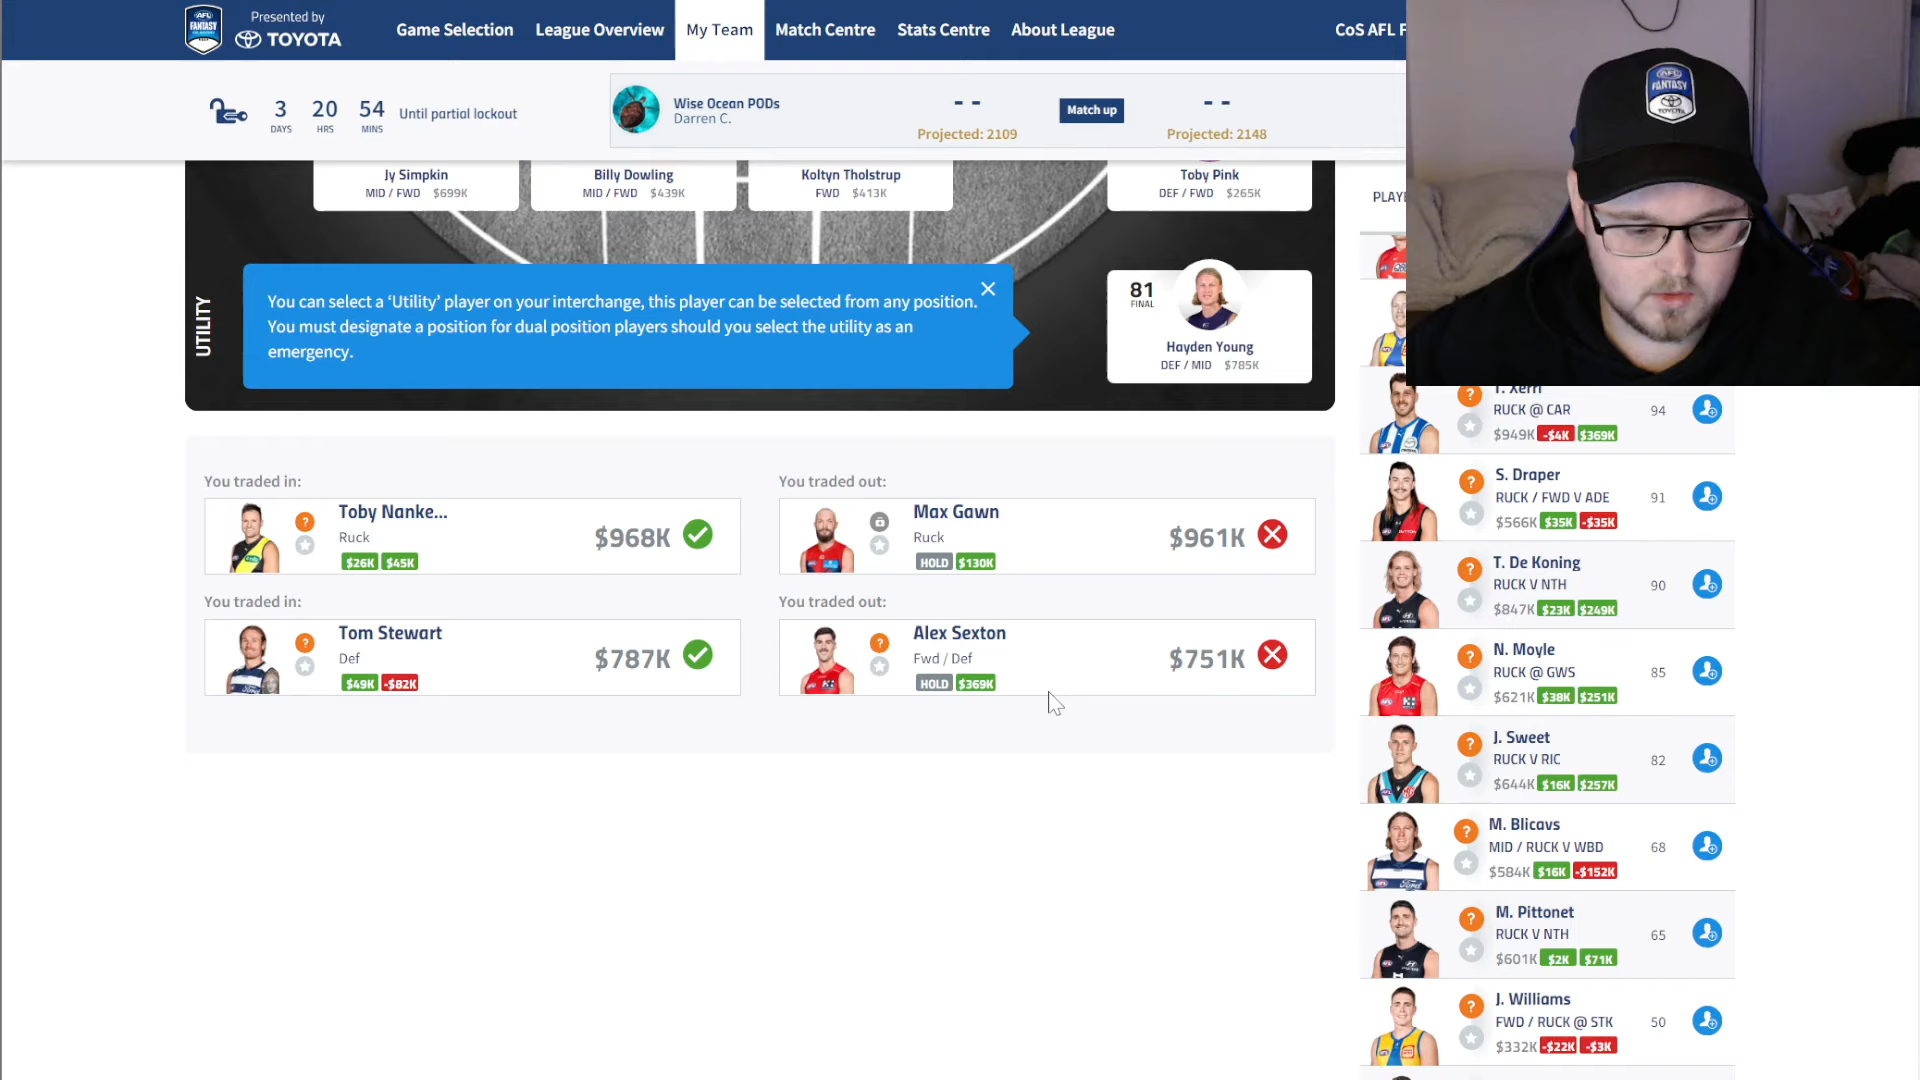 AFL
FANTASY
Presented by
TOYOTA
Game Selection
League Overview
My Team
Match Centre
Stats Centre
About League
CoS AFL F
3 20 54 Until partial lockout
DAYS HRS MINS
Wise Ocean PODs
Darren C.
- -
Projected: 2109
Match up
- -
Projected: 2148
Jy Simpkin
MID / FWD $699K
Billy Dowling
MID / FWD $439K
Koltyn Tholstrup
FWD $413K
Toby Pink
DEF / FWD $265K
UTILITY
You can select a ‘Utility’ player on your interchange, this player can be selected from any position.
You must designate a position for dual position players should you select the utility as an
emergency.
81
FINAL
Hayden Young
DEF / MID $785K
You traded in:
Toby Nanke...
Ruck
$26K $45K
$968K
You traded out:
Max Gawn
Ruck
HOLD $130K
$961K
You traded in:
Tom Stewart
Def
$49K -$82K
$787K
You traded out:
Alex Sexton
Fwd / Def
HOLD $369K
$751K
PLAYE
T. Xerri
RUCK @ CAR 94
$949K -$4K $369K
S. Draper
RUCK / FWD V ADE 91
$566K $35K -$35K
T. De Koning
RUCK V NTH 90
$847K $23K $249K
N. Moyle
RUCK @ GWS 85
$621K $38K $251K
J. Sweet
RUCK V RIC 82
$644K $16K $257K
M. Blicavs
MID / RUCK V WBD 68
$584K $16K -$152K
M. Pittonet
RUCK V NTH 65
$601K $2K $71K
J. Williams
FWD / RUCK @ STK 50
$332K -$22K -$3K
AFL
FANTASY
TOYOTA